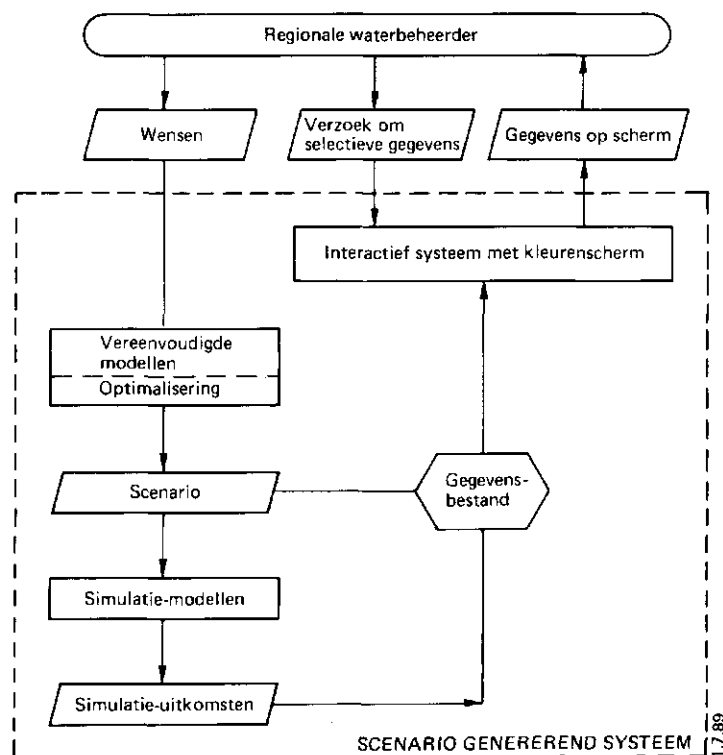 Regionale waterbeheerder
Wensen
Verzoek om
selectieve gegevens
Gegevens op scherm
Interactief systeem met kleurenscherm
Vereenvoudigde
modellen
Optimalisering
Scenario
Gegevens-
bestand
Simulatie-modellen
Simulatie-uitkomsten
SCENARIO GENEREREND SYSTEEM